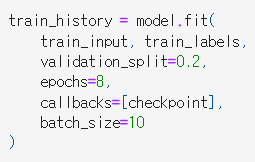 train_history = model.fit(
    train_input, train_labels,
    validation_split=0.2,
    epochs=8,
    callbacks=[checkpoint],
    batch_size=10
)